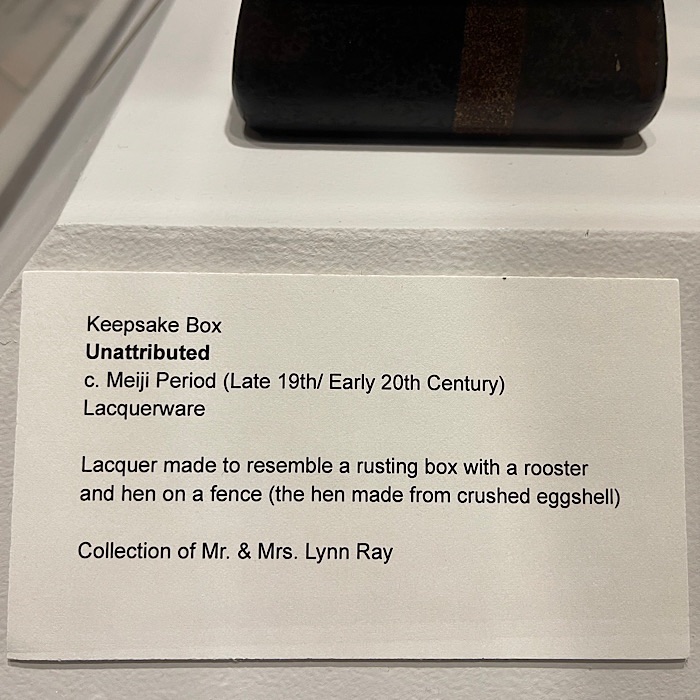 Keepsake Box
Unattributed
c. Meiji Period (Late 19th/ Early 20th Century)
Lacquerware
Lacquer made to resemble a rusting box with a rooster
and hen on a fence (the hen made from crushed eggshell)
Collection of Mr. & Mrs. Lynn Ray